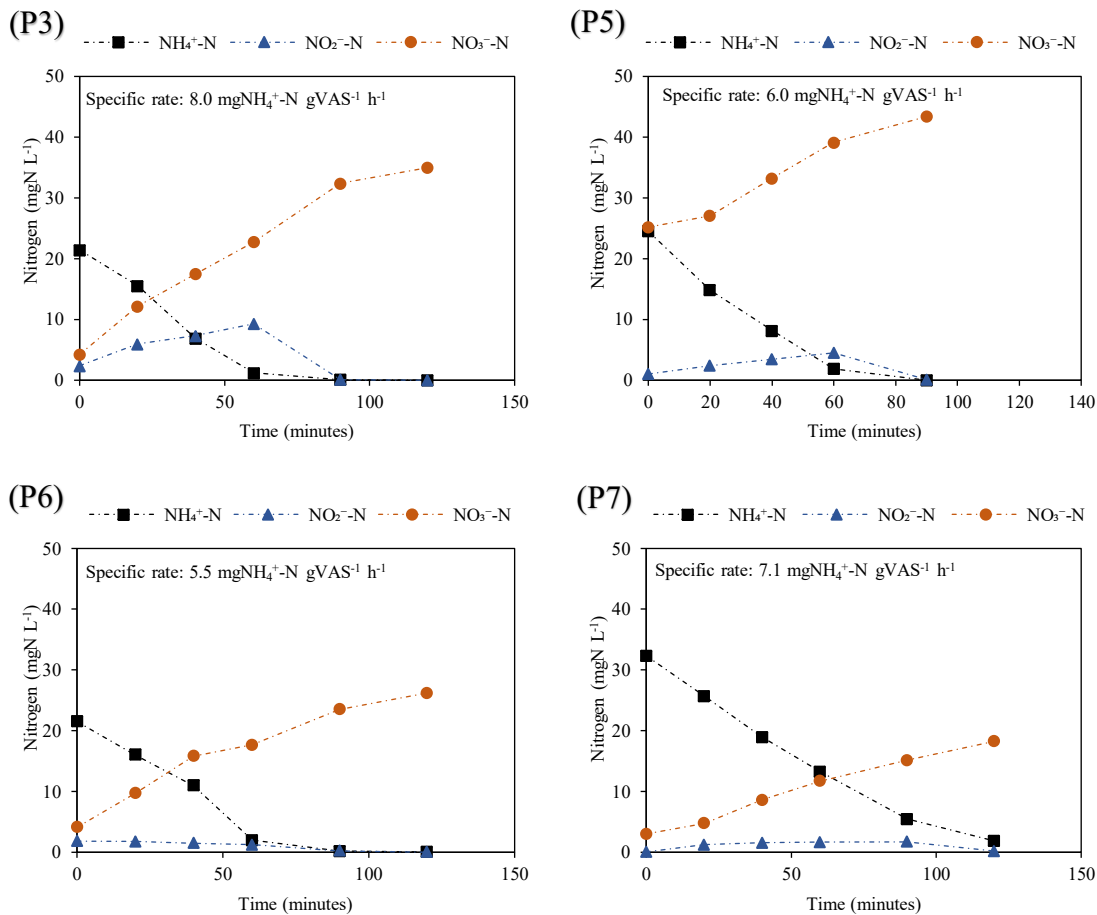 (P3)
NH₄⁺-N NO₂⁻-N NO₃⁻-N
Specific rate: 8.0 mgNH₄⁺-N gVAS⁻¹ h⁻¹
Nitrogen (mgN L⁻¹)
50
40
30
20
10
0
0 50 100 150
Time (minutes)
(P5)
NH₄⁺-N NO₂⁻-N NO₃⁻-N
Specific rate: 6.0 mgNH₄⁺-N gVAS⁻¹ h⁻¹
Nitrogen (mgN L⁻¹)
50
40
30
20
10
0
0 20 40 60 80 100 120 140
Time (minutes)
(P6)
NH₄⁺-N NO₂⁻-N NO₃⁻-N
Specific rate: 5.5 mgNH₄⁺-N gVAS⁻¹ h⁻¹
Nitrogen (mgN L⁻¹)
50
40
30
20
10
0
0 50 100 150
Time (minutes)
(P7)
NH₄⁺-N NO₂⁻-N NO₃⁻-N
Specific rate: 7.1 mgNH₄⁺-N gVAS⁻¹ h⁻¹
Nitrogen (mgN L⁻¹)
50
40
30
20
10
0
0 50 100 150
Time (minutes)